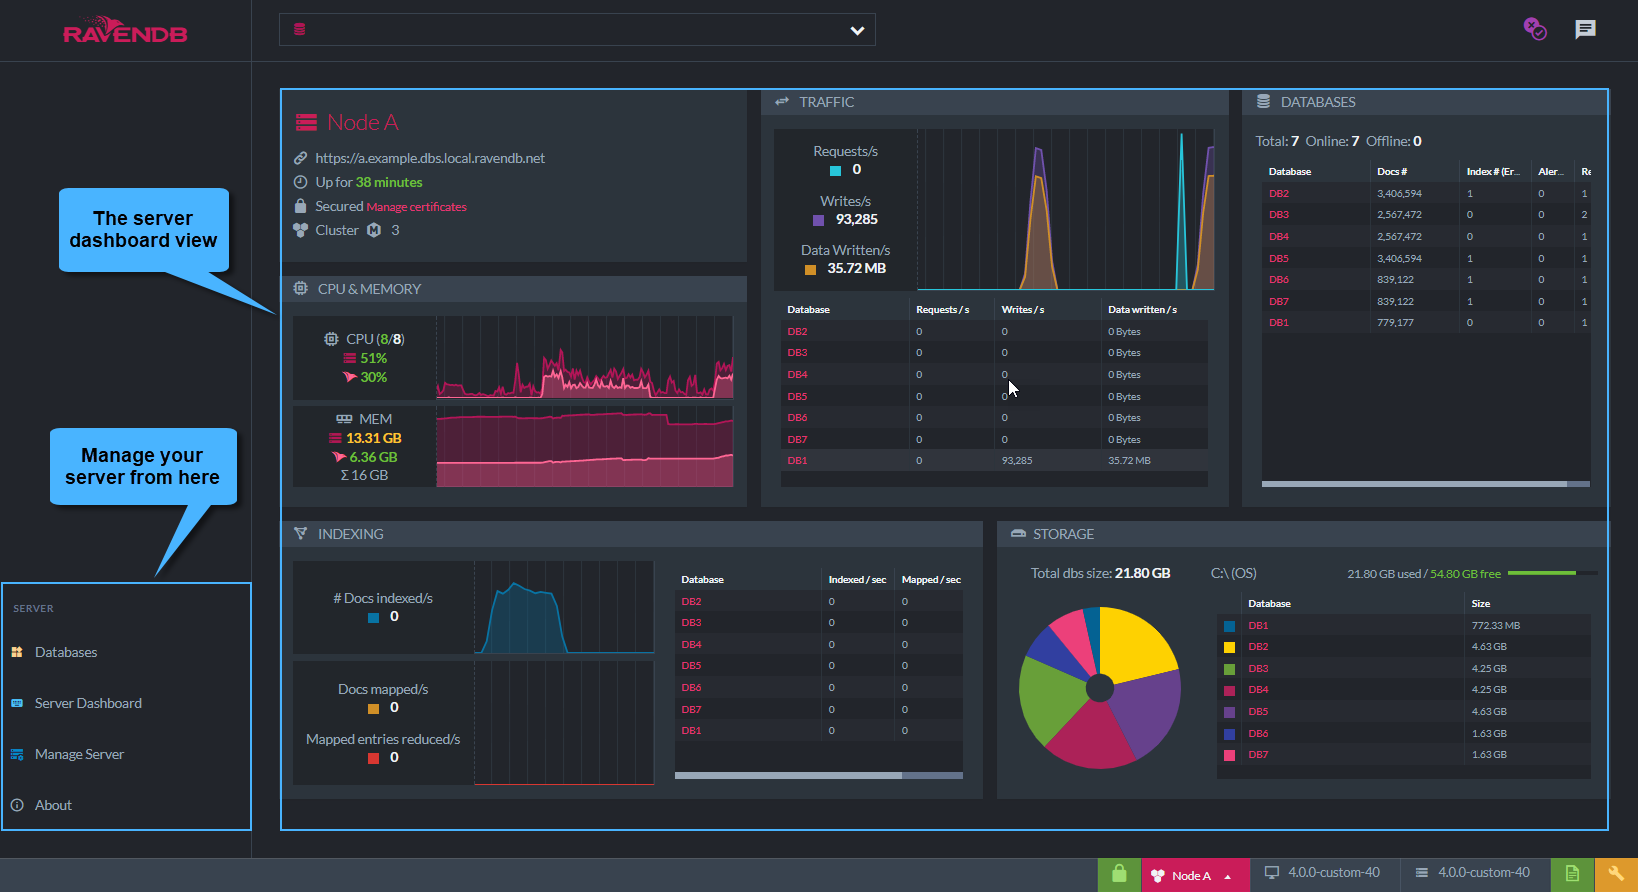 RAVENDB
The server
dashboard view
Manage your
server from here
SERVER
Databases
Server Dashboard
Manage Server
About
Node A
https://a.example.dbs.local.ravendb.net
Up for 38 minutes
Secured Manage certificates
Cluster M 3
CPU & MEMORY
CPU (8/8)
51%
30%
MEM
13.31 GB
6.36 GB
Σ 16 GB
TRAFFIC
Requests/s
0
Writes/s
93,285
Data Written/s
35.72 MB
Database Requests / s Writes / s Data written / s
DB2 0 0 0 Bytes
DB3 0 0 0 Bytes
DB4 0 0 0 Bytes
DB5 0 0 0 Bytes
DB6 0 0 0 Bytes
DB7 0 0 0 Bytes
DB1 0 93,285 35.72 MB
DATABASES
Total: 7 Online: 7 Offline: 0
Database Docs # Index # (Er... Aler... Re
DB2 3,406,594 1 0 1
DB3 2,567,472 0 0 2
DB4 2,567,472 0 0 1
DB5 3,406,594 1 0 1
DB6 839,122 1 0 1
DB7 839,122 1 0 1
DB1 779,177 0 0 1
INDEXING
# Docs indexed/s
0
Docs mapped/s
0
Mapped entries reduced/s
0
Database Indexed / sec Mapped / sec
DB2 0 0
DB3 0 0
DB4 0 0
DB5 0 0
DB6 0 0
DB7 0 0
DB1 0 0
STORAGE
Total dbs size: 21.80 GB
C:\ (OS)
21.80 GB used / 54.80 GB free
Database Size
DB1 772.33 MB
DB2 4.63 GB
DB3 4.25 GB
DB4 4.25 GB
DB5 4.63 GB
DB6 1.63 GB
DB7 1.63 GB
Node A
4.0.0-custom-40
4.0.0-custom-40